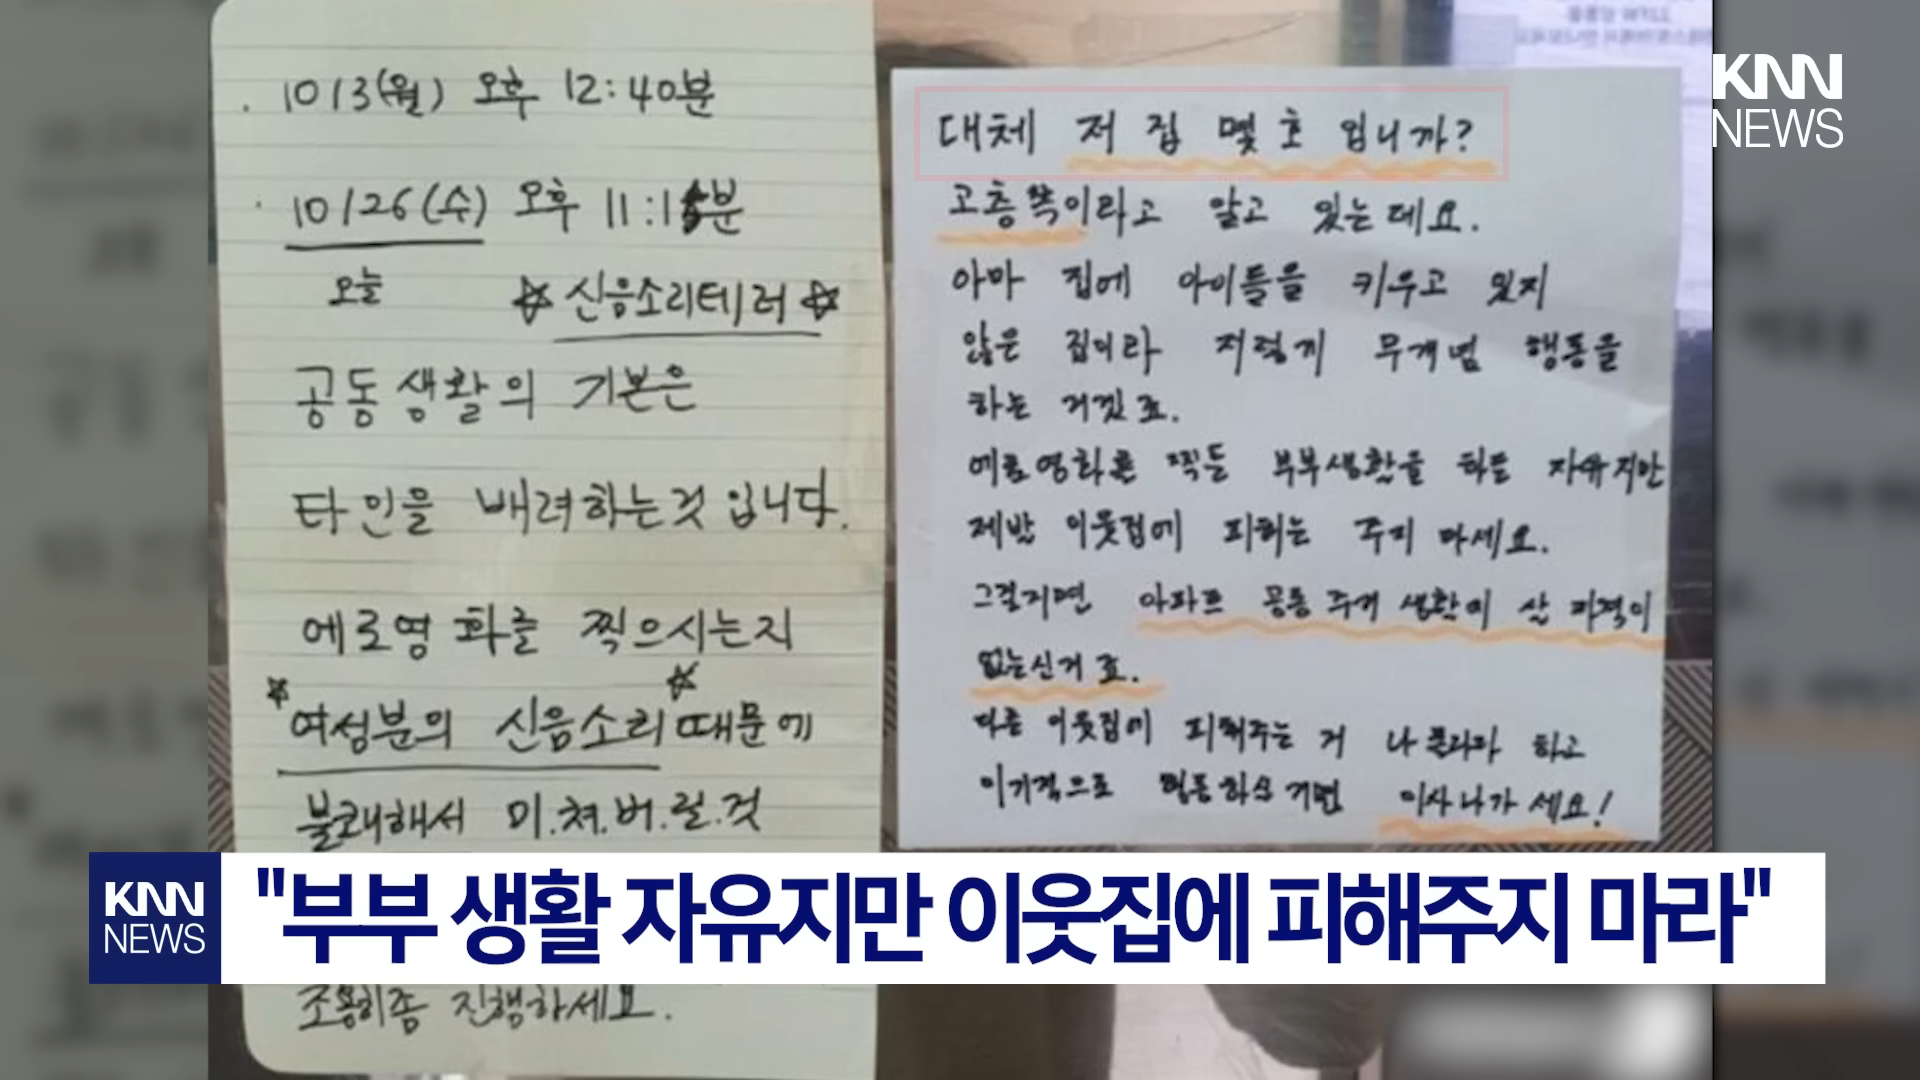 · 10/3(월) 오후 12:40분
· 10/26(수) 오후 11:15분
오늘 ☆신음소리테러☆
공동생활의 기본은
타인을 배려하는것 입니다.
에로영화를 찍으시는지
☆여성분의 신음소리☆때문에
불쾌해서 미.쳐.버.릴.것
조용히좀 진행하세요.
대체 저 집 몇 호 입니까?
고층쪽이라고 알고 있는데요.
아마 집에 아이들을 키우고 있지
않은 집이라 저렇게 무개념 행동을
하는 거겠죠.
에로영화를 찍든 부부생활을 하든 자유지만
제발 이웃집에 피해는 주지 마세요.
그럴거면 아파트 공동 주거 생활에 살 자격이
없는신거죠.
다른 이웃집에 피해주는 거 나 몰라라 하고
이기적으로 행동하실거면 이사나가세요!
KNN
NEWS
KNN
NEWS
"부부 생활 자유지만 이웃집에 피해주지 마라"